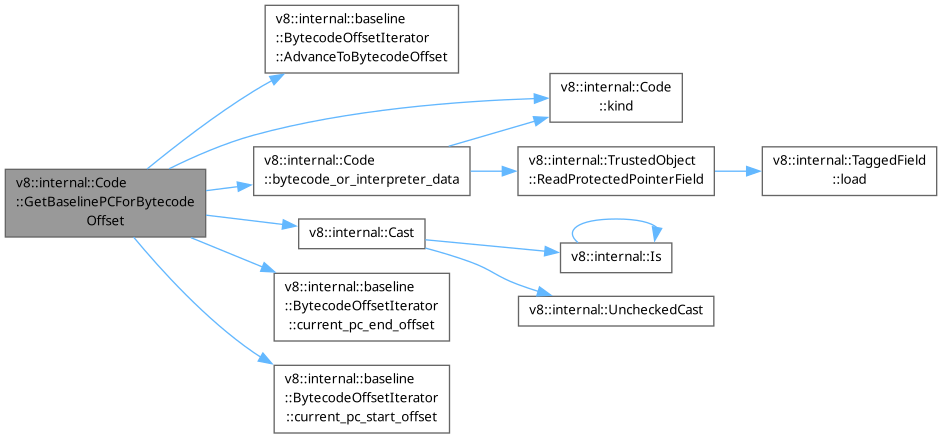 v8::internal::baseline
::BytecodeOffsetIterator
::AdvanceToBytecodeOffset
v8::internal::Code
::kind
v8::internal::Code
::bytecode_or_interpreter_data
v8::internal::TrustedObject
::ReadProtectedPointerField
v8::internal::TaggedField
::load
v8::internal::Code
::GetBaselinePCForBytecode
Offset
v8::internal::Cast
v8::internal::Is
v8::internal::baseline
::BytecodeOffsetIterator
::current_pc_end_offset
v8::internal::UncheckedCast
v8::internal::baseline
::BytecodeOffsetIterator
::current_pc_start_offset